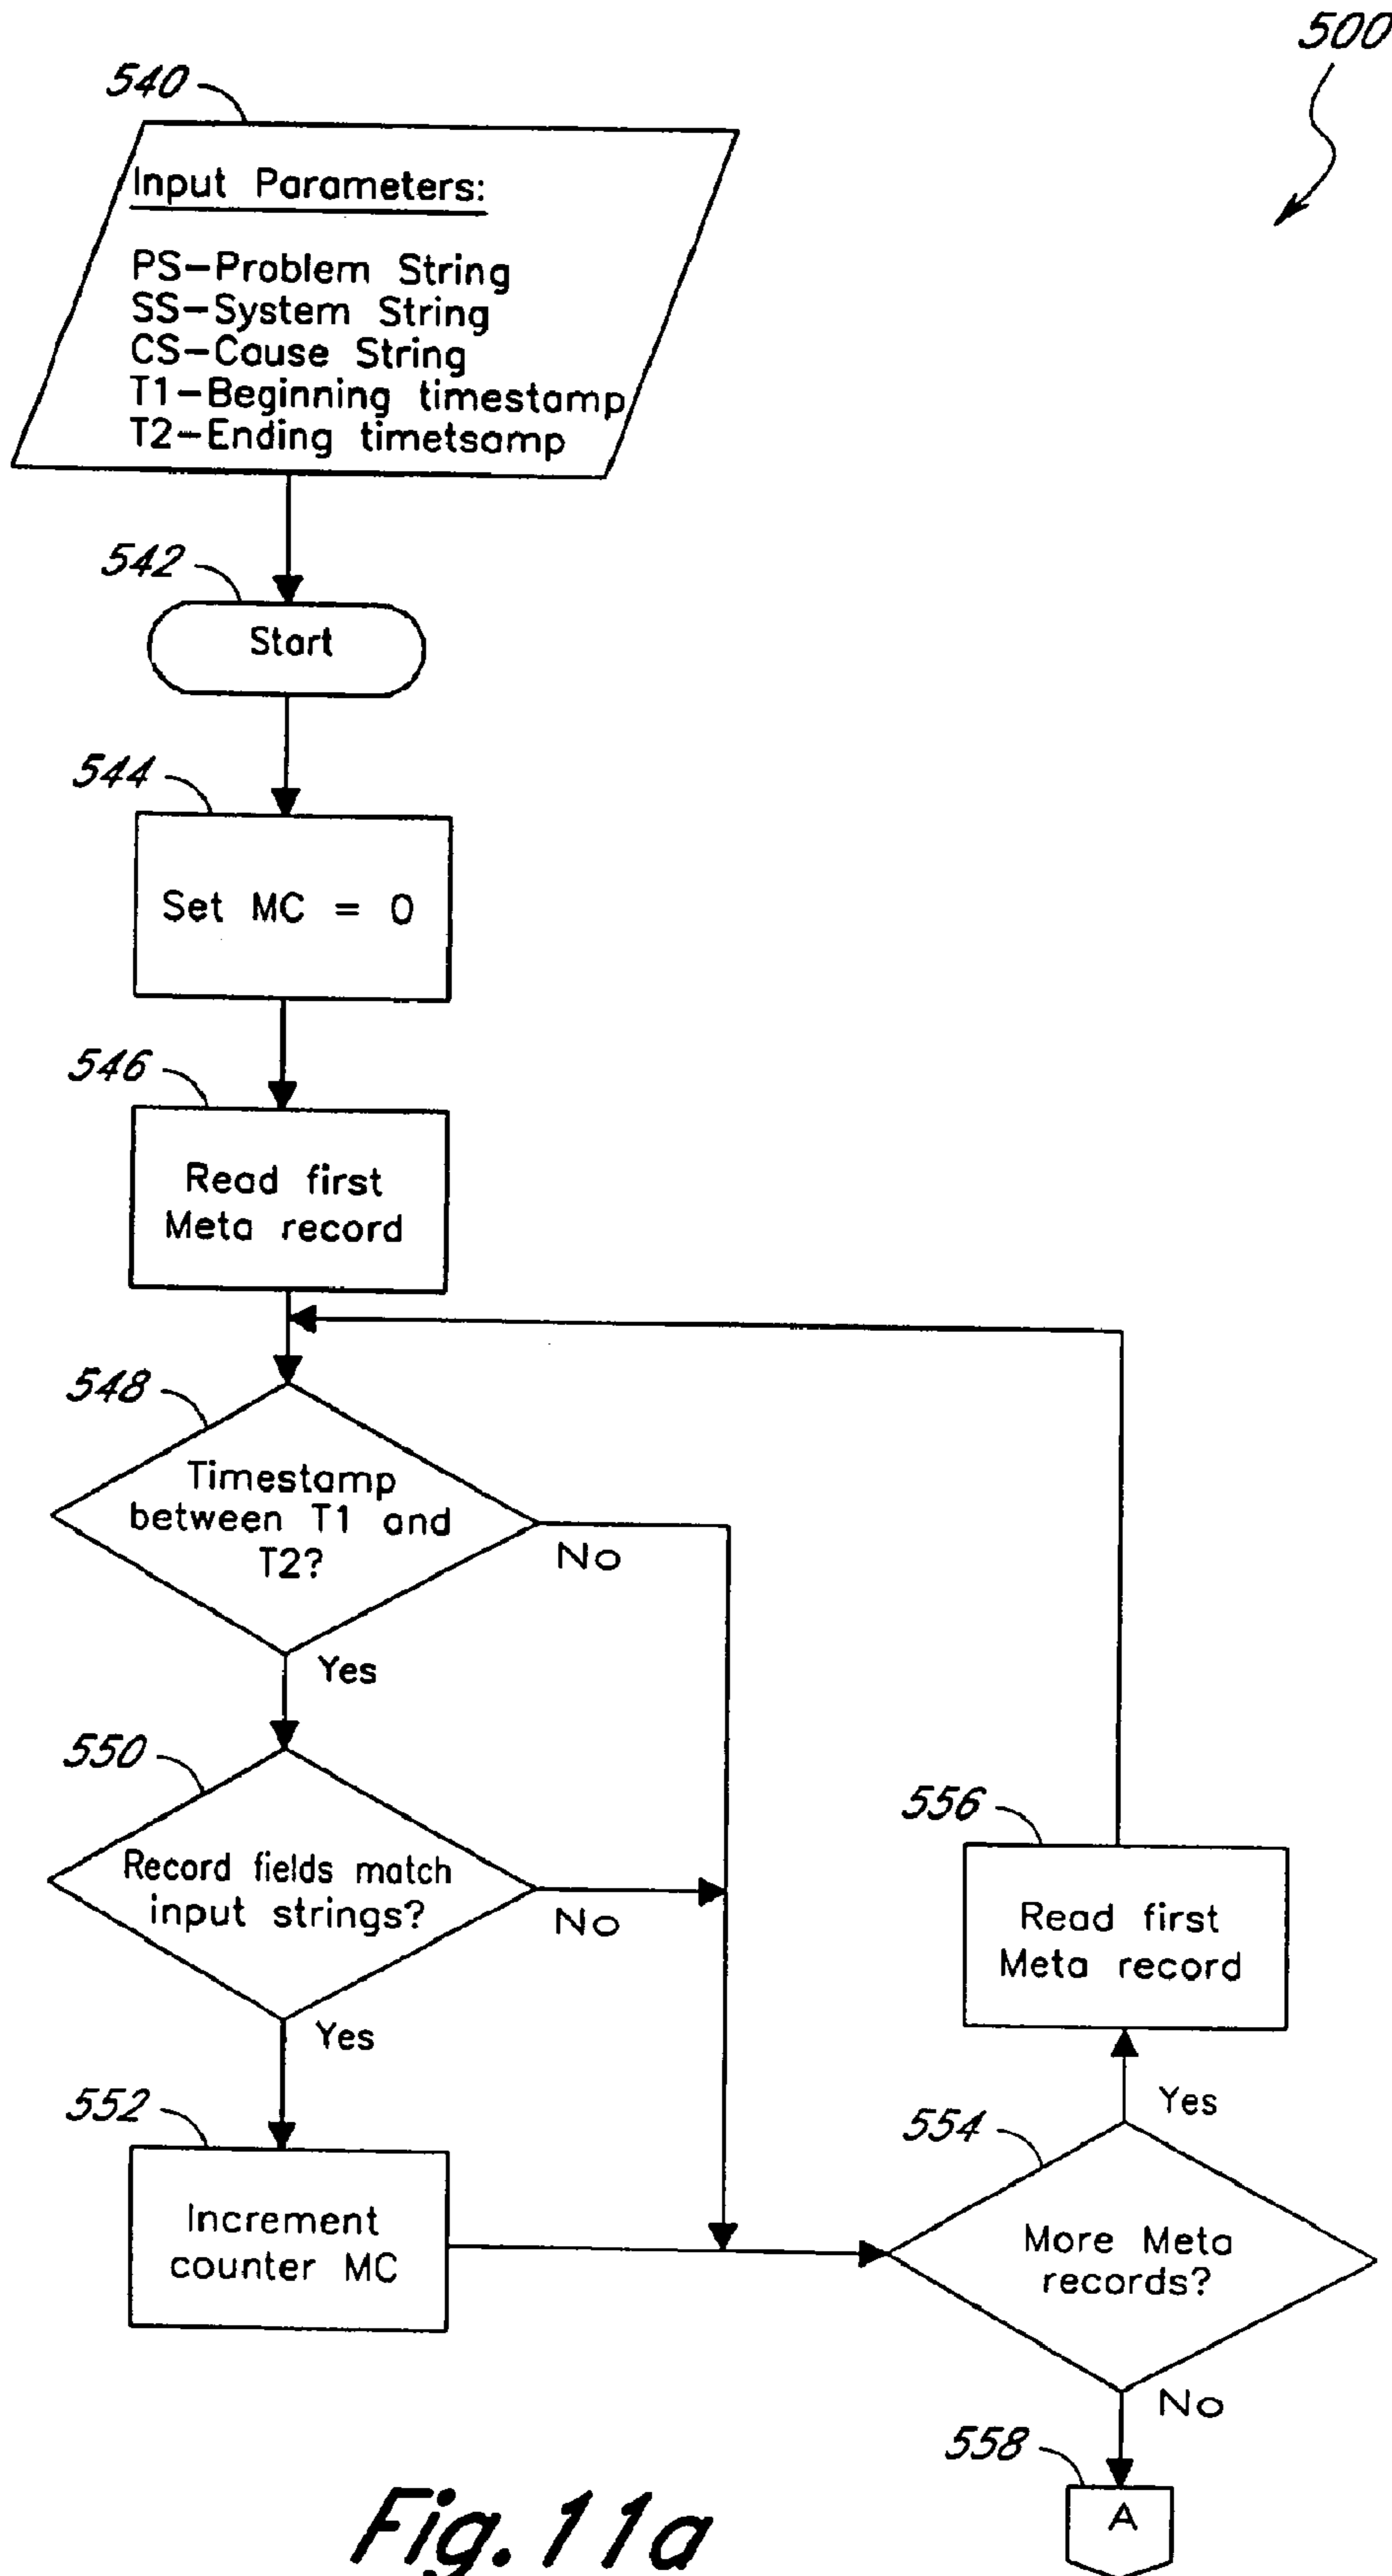 500
540
Input Parameters:
PS-Problem String
SS-System String
CS-Cause String
T1-Beginning timestamp
T2-Ending timetsamp
542
Start
544
Set MC = 0
546
Read first
Meta record
548
Timestamp
between T1 and
T2?
No
Yes
550
Record fields match
input strings?
No
Yes
552
Increment
counter MC
556
Read first
Meta record
Yes
554
More Meta
records?
No
558
A
Fig. 11a